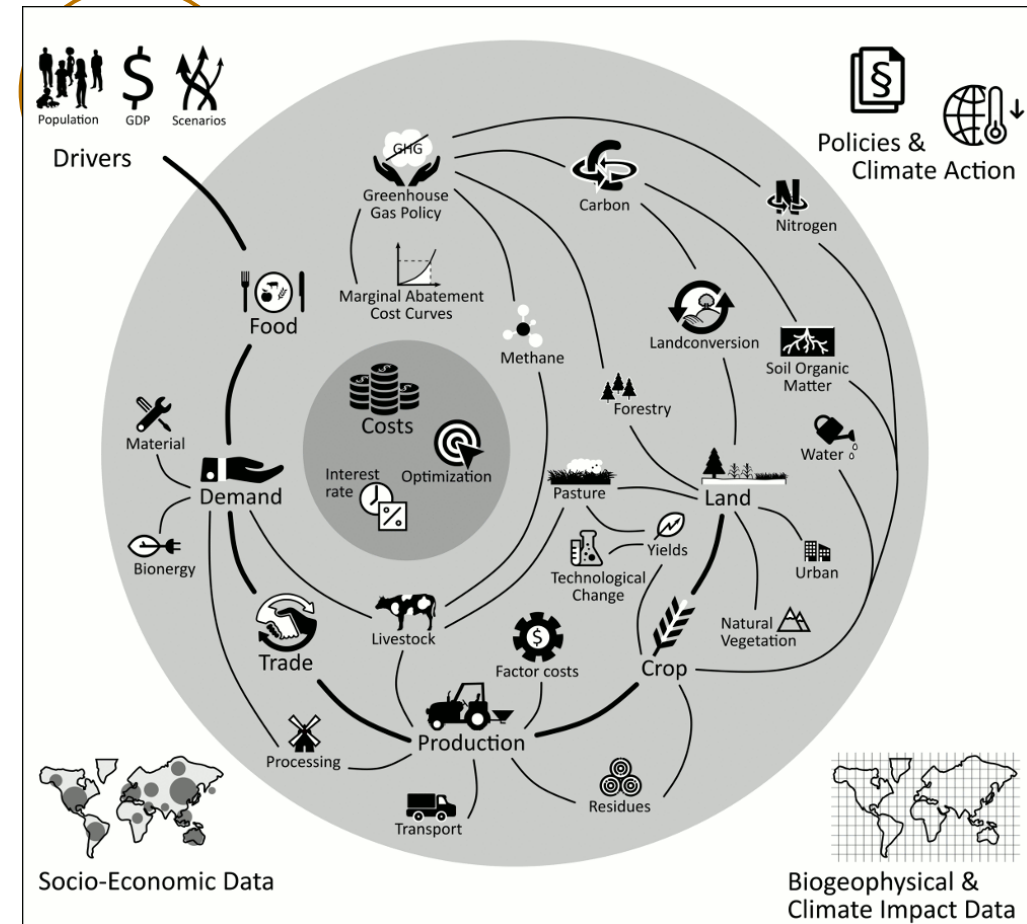 Population
GDP
Scenarios
Drivers
§
Policies &
Climate Action
GHG
Greenhouse
Gas Policy
Carbon
N
Nitrogen
Marginal Abatement
Cost Curves
Food
Methane
Landconversion
Soil Organic
Matter
Forestry
Costs
Material
Water
Interest
rate
Optimization
%
Demand
Pasture
Land
Bionergy
Yields
Technological
Change
Urban
Livestock
Natural
Vegetation
Trade
$
Factor costs
Crop
Production
Processing
Transport
Residues
Socio-Economic Data
Biogeophysical &
Climate Impact Data